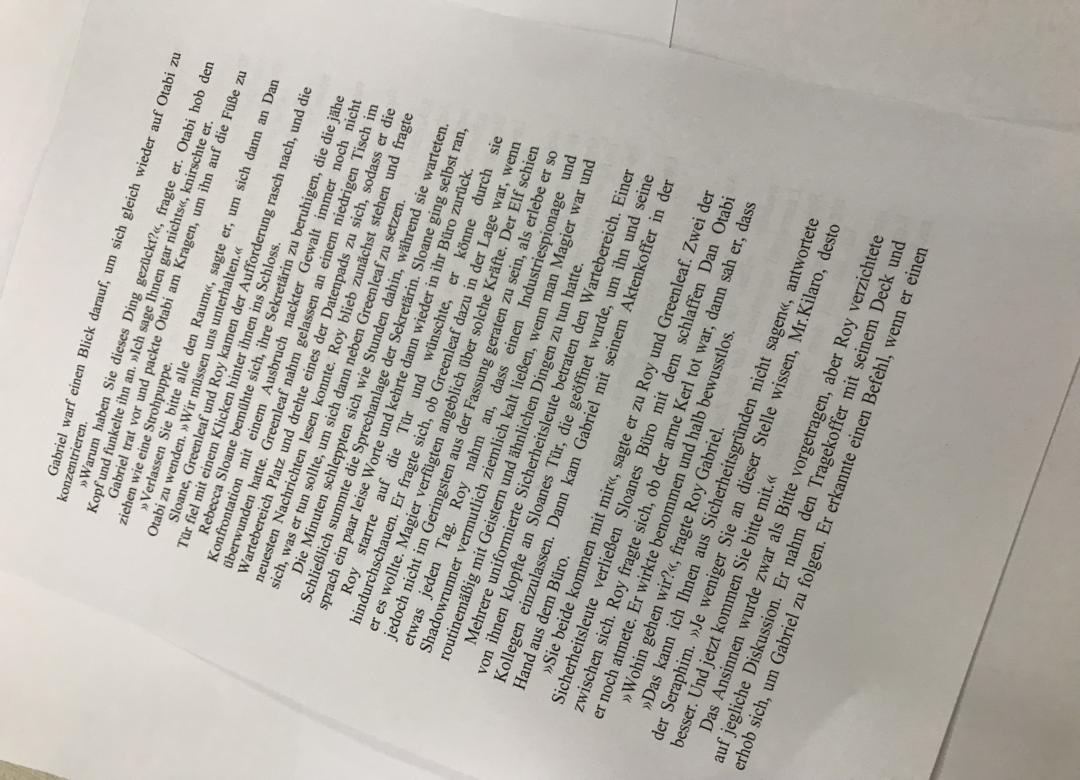 Gabriel warf einen Blick darauf, um sich gleich wieder auf Otabi zu
konzentrieren.
»Warum haben Sie dieses Ding gezückt?«, fragte er. Otabi hob den
Kopf und funkelte ihn an. »Ich sage Ihnen gar nichts«, knirschte er.
Gabriel trat vor und packte Otabi am Kragen, um ihn auf die Füße zu
ziehen wie eine Strohpuppe.
»Verlassen Sie bitte alle den Raum«, sagte er, um sich dann an Dan
Otabi zu wenden. »Wir müssen uns unterhalten.«
Sloane, Greenleaf und Roy kamen der Aufforderung rasch nach, und die
Tür fiel mit einem Klicken hinter ihnen ins Schloss.
Rebecca Sloane bemühte sich, ihre Sekretärin zu beruhigen, die die jähe
Konfrontation mit einem Ausbruch nackter Gewalt immer noch nicht
überwunden hatte, Greenleaf nahm gelassen an einem niedrigen Tisch im
Wartebereich Platz und drehte eines der Datenpads zu sich, sodass er die
neuesten Nachrichten lesen konnte, Roy blieb zunächst stehen und fragte
sich, was er tun sollte, um sich dann neben Greenleaf zu setzen.
Die Minuten schleppten sich wie Stunden dahin, während sie warteten.
Schließlich summte die Sprechanlage der Sekretärin. Sloane ging selbst ran,
sprach ein paar leise Worte und kehrte dann wieder in ihr Büro zurück.
Roy starrte auf die Tür und wünschte, er könne durch sie
hindurchschauen. Er fragte sich, ob Greenleaf dazu in der Lage war, wenn
er es wollte. Magier verfügten angeblich über solche Kräfte. Der Elf schien
jedoch nicht im Geringsten aus der Fassung geraten zu sein, als erlebe er so
etwas jeden Tag. Roy nahm an, dass einen Industriespionage und
Shadowrunner vermutlich ziemlich kalt ließen, wenn man Magier war und
routinemäßig mit Geistern und ähnlichen Dingen zu tun hatte.
Mehrere uniformierte Sicherheitsleute betraten den Wartebereich. Einer
von ihnen klopfte an Sloanes Tür, die geöffnet wurde, um ihn und seine
Kollegen einzulassen. Dann kam Gabriel mit seinem Aktenkoffer in der
Hand aus dem Büro.
»Sie beide kommen mit mir«, sagte er zu Roy und Greenleaf. Zwei der
Sicherheitsleute verließen Sloanes Büro mit dem schlaffen Dan Otabi
zwischen sich. Roy fragte sich, ob der arme Kerl tot war, dann sah er, dass
er noch atmete. Er wirkte benommen und halb bewusstlos.
»Wohin gehen wir?«, fragte Roy Gabriel.
»Das kann ich Ihnen aus Sicherheitsgründen nicht sagen«, antwortete
der Seraphim. »Je weniger Sie an dieser Stelle wissen, Mr.Kilaro, desto
besser. Und jetzt kommen Sie bitte mit.«
Das Ansinnen wurde zwar als Bitte vorgetragen, aber Roy verzichtete
auf jegliche Diskussion. Er nahm den Tragekoffer mit seinem Deck und
erhob sich, um Gabriel zu folgen. Er erkannte einen Befehl, wenn er einen